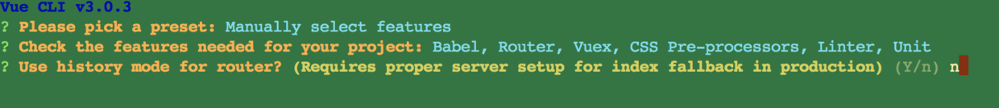 Vue CLI v3.0.3
? Please pick a preset: Manually select features
? Check the features needed for your project: Babel, Router, Vuex, CSS Pre-processors, Linter, Unit
? Use history mode for router? (Requires proper server setup for index fallback in production) (Y/n) n